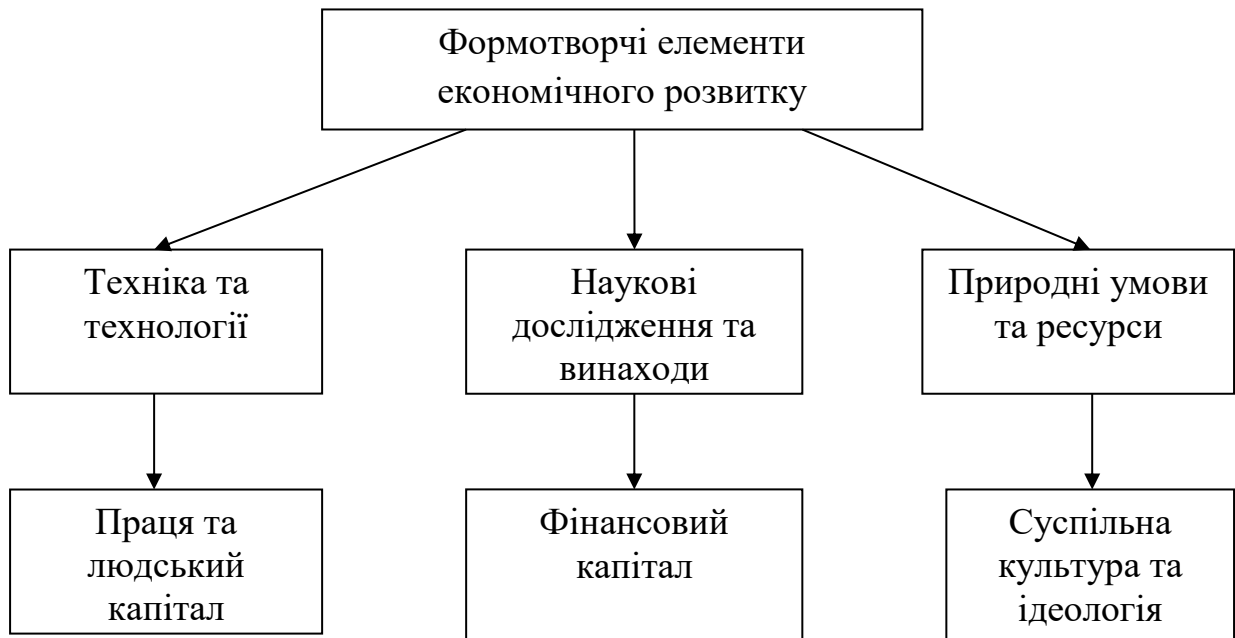 Формотворчі елементи
економічного розвитку
Техніка та
технології
Наукові
дослідження та
винаходи
Природні умови
та ресурси
Праця та
людський
капітал
Фінансовий
капітал
Суспільна
культура та
ідеологія